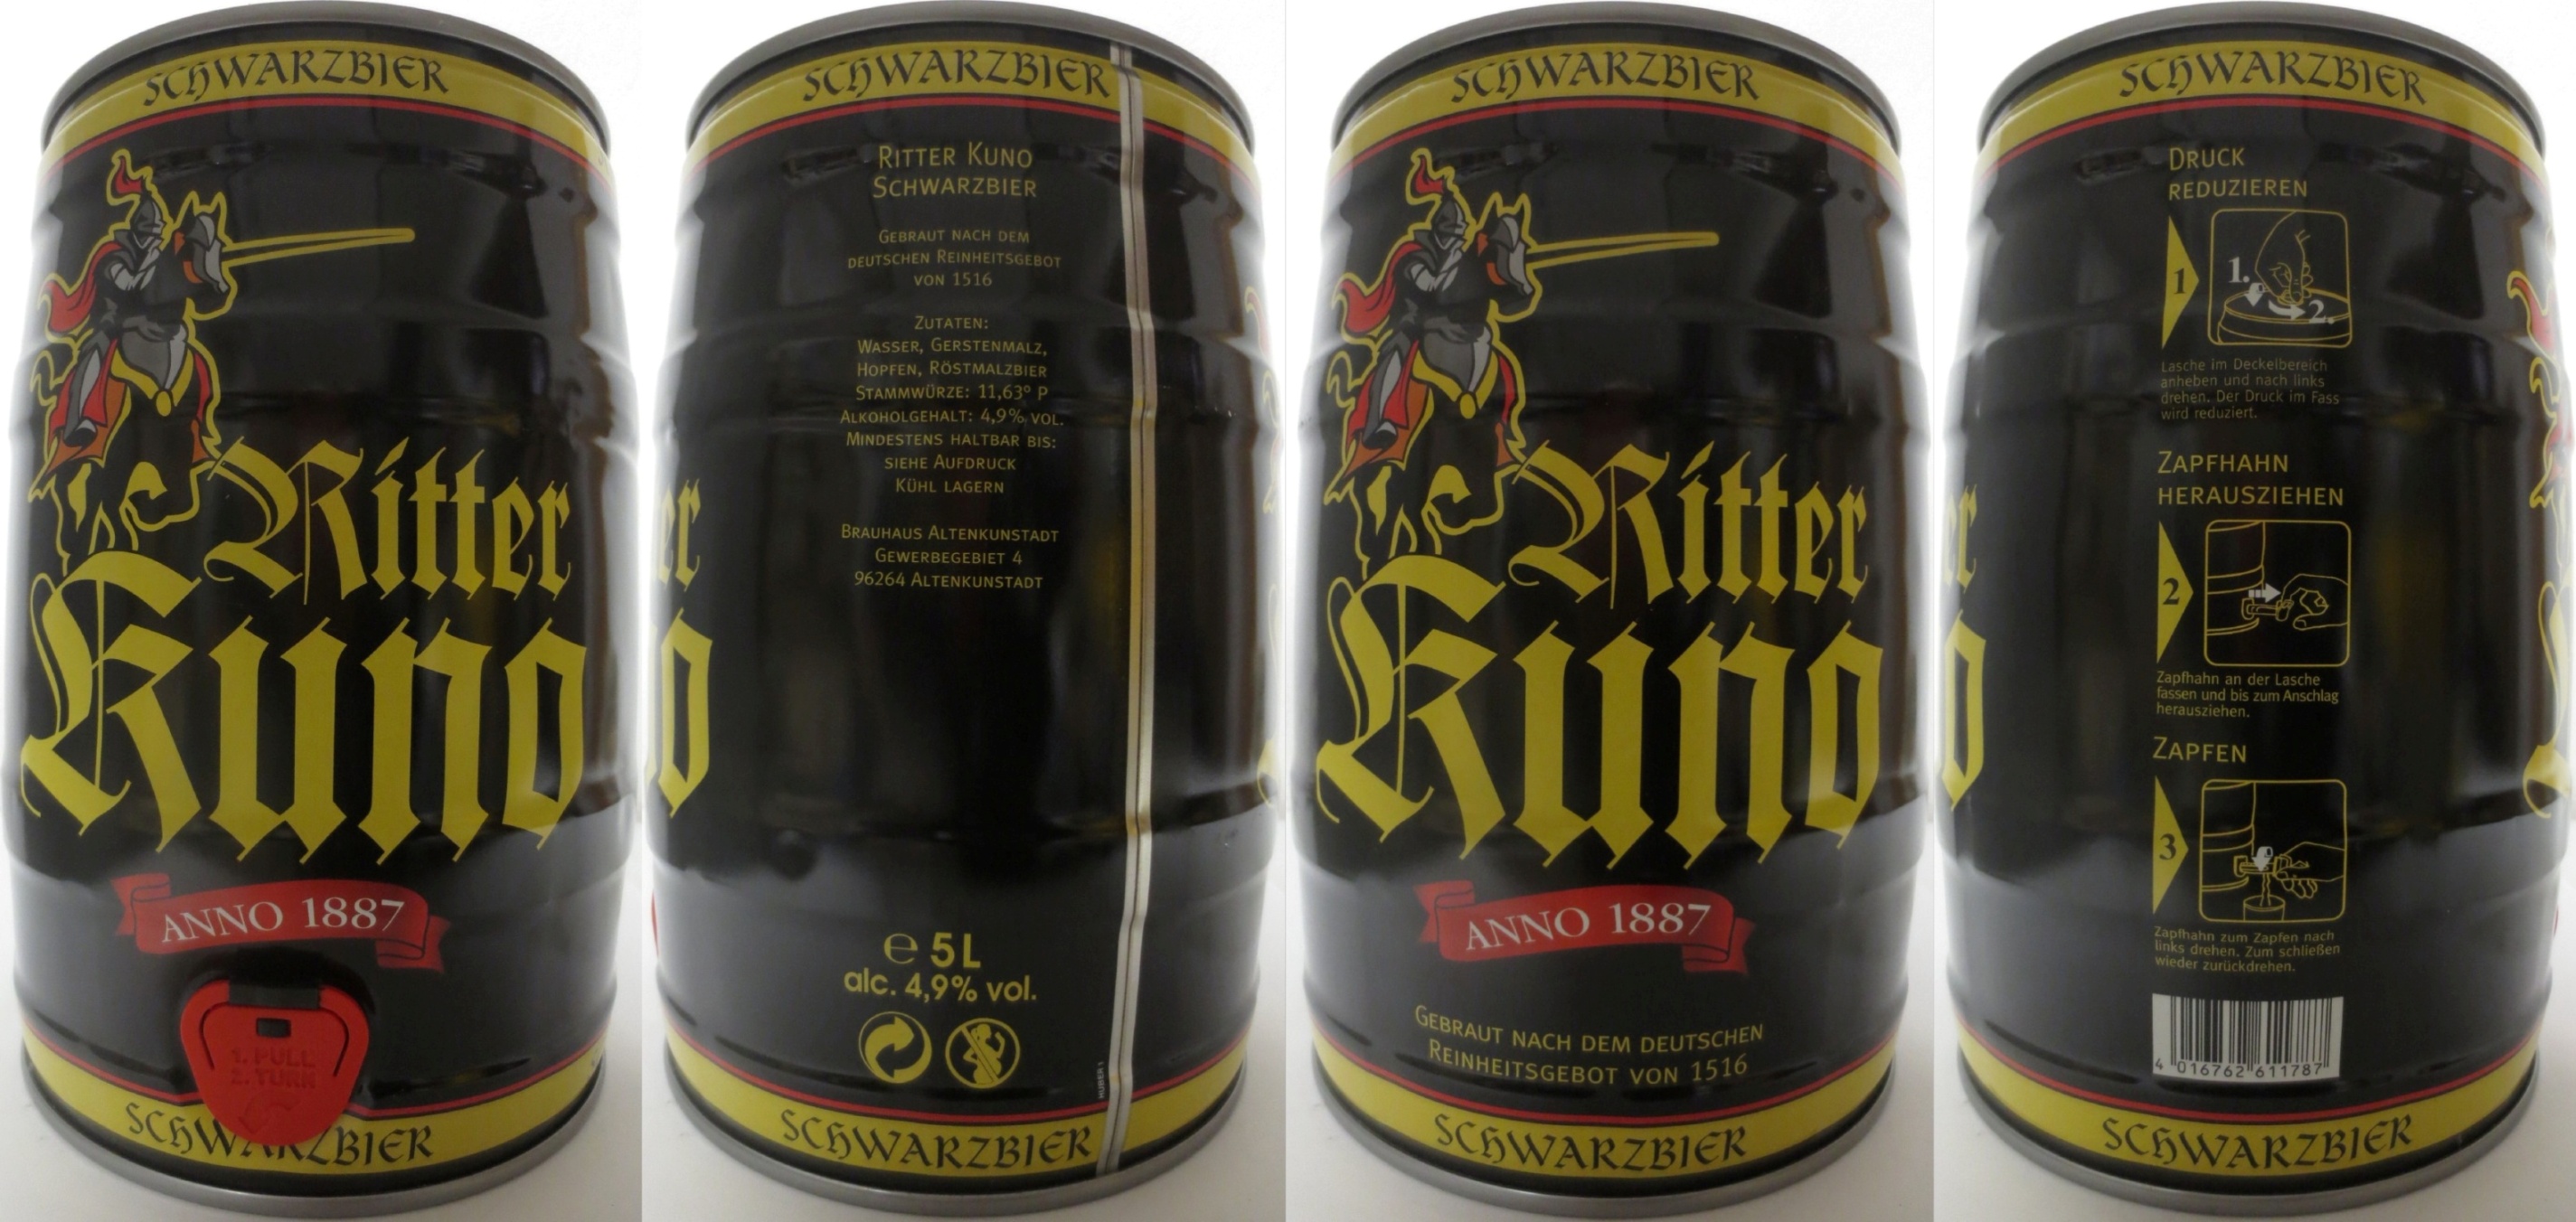 SCHWARZBIER
Ritter
Kuno
ANNO 1887
1. PULL
2. TURN
SCHWARZBIER
SCHWARZBIER
RITTER KUNO
SCHWARZBIER
GEBRAUT NACH DEM
DEUTSCHEN REINHEITSGEBOT
VON 1516
ZUTATEN:
WASSER, GERSTENMALZ,
HOPFEN, RÖSTMALZBIER
STAMMWÜRZE: 11,63° P
ALKOHOLGEHALT: 4,9% VOL.
MINDESTENS HALTBAR BIS:
SIEHE AUFDRUCK
KÜHL LAGERN
BRAUHAUS ALTENKUNSTADT
GEWERBEGEBIET 4
96264 ALTENKUNSTADT
er
o
℮ 5 L
alc. 4,9% vol.
HUBER
SCHWARZBIER
SCHWARZBIER
Ritter
Kuno
ANNO 1887
GEBRAUT NACH DEM DEUTSCHEN
REINHEITSGEBOT VON 1516
SCHWARZBIER
SCHWARZBIER
DRUCK
REDUZIEREN
1
1.
2.
Lasche im Deckelbereich
anheben und nach links
drehen. Der Druck im Fass
wird reduziert.
ZAPFHAHN
HERAUSZIEHEN
er
o
2
Zapfhahn an der Lasche
fassen und bis zum Anschlag
herausziehen.
ZAPFEN
3
Zapfhahn zum Zapfen nach
links drehen. Zum schließen
wieder zurückdrehen.
4 016762 611787
SCHWARZBIER